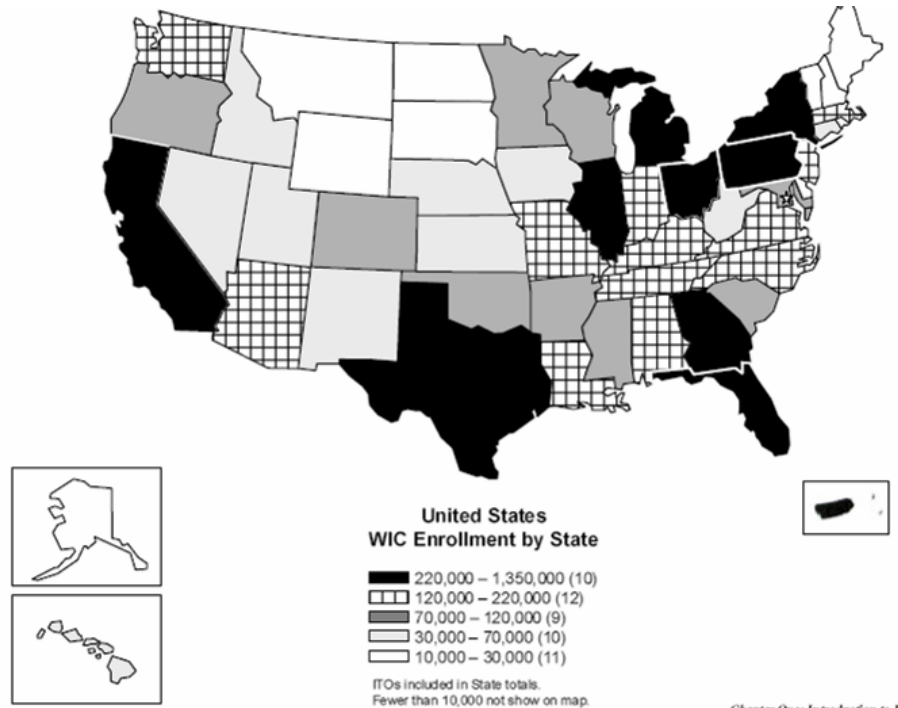 United States
WIC Enrollment by State
220,000 – 1,350,000 (10)
120,000 – 220,000 (12)
70,000 – 120,000 (9)
30,000 – 70,000 (10)
10,000 – 30,000 (11)
ITOs included in State totals.
Fewer than 10,000 not show on map.